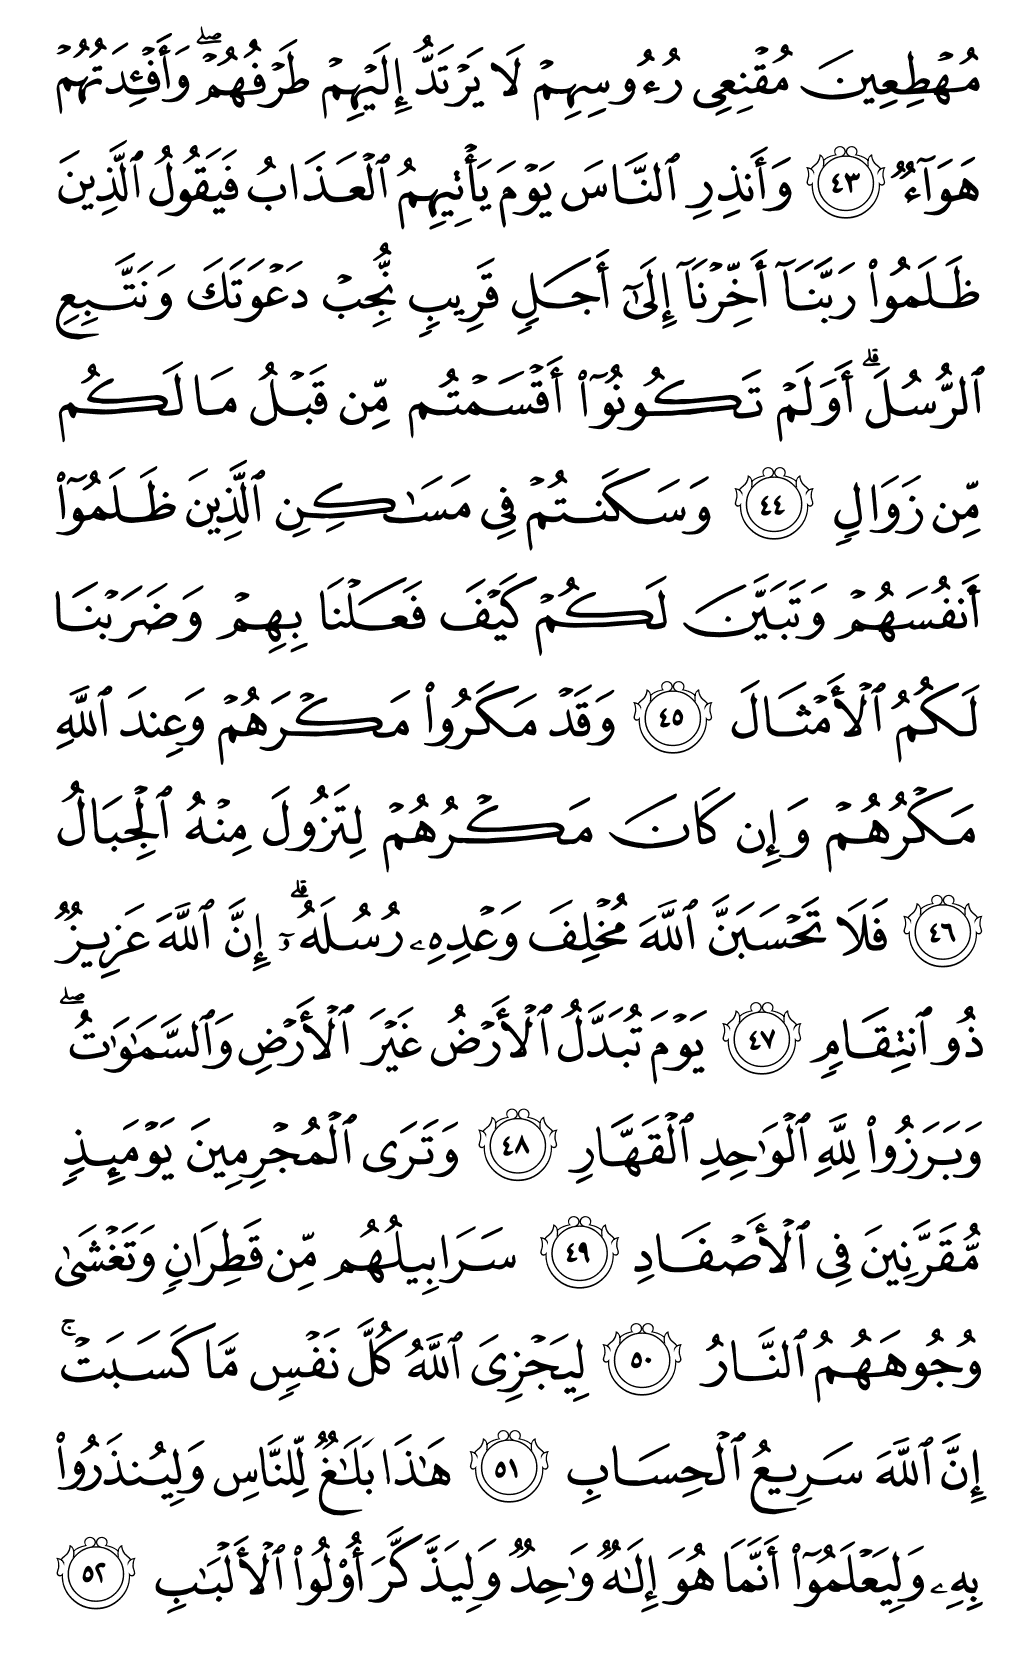 مُهۡطِعِينَ مُقۡنِعِي رُءُوسِهِمۡ لَا يَرۡتَدُّ إِلَيۡهِمۡ طَرۡفُهُمۡۖ وَأَفۡـِٔدَتُهُمۡ
هَوَآءٞ ٤٣ وَأَنذِرِ ٱلنَّاسَ يَوۡمَ يَأۡتِيهِمُ ٱلۡعَذَابُ فَيَقُولُ ٱلَّذِينَ
ظَلَمُواْ رَبَّنَآ أَخِّرۡنَآ إِلَىٰٓ أَجَلٖ قَرِيبٖ نُّجِبۡ دَعۡوَتَكَ وَنَتَّبِعِ
ٱلرُّسُلَۗ أَوَلَمۡ تَكُونُوٓاْ أَقۡسَمۡتُم مِّن قَبۡلُ مَا لَكُم
مِّن زَوَالٖ ٤٤ وَسَكَنتُمۡ فِي مَسَٰكِنِ ٱلَّذِينَ ظَلَمُوٓاْ
أَنفُسَهُمۡ وَتَبَيَّنَ لَكُمۡ كَيۡفَ فَعَلۡنَا بِهِمۡ وَضَرَبۡنَا
لَكُمُ ٱلۡأَمۡثَالَ ٤٥ وَقَدۡ مَكَرُواْ مَكۡرَهُمۡ وَعِندَ ٱللَّهِ
مَكۡرُهُمۡ وَإِن كَانَ مَكۡرُهُمۡ لِتَزُولَ مِنۡهُ ٱلۡجِبَالُ
٤٦ فَلَا تَحۡسَبَنَّ ٱللَّهَ مُخۡلِفَ وَعۡدِهِۦ رُسُلَهُۥٓۗ إِنَّ ٱللَّهَ عَزِيزٞ
ذُو ٱنتِقَامٖ ٤٧ يَوۡمَ تُبَدَّلُ ٱلۡأَرۡضُ غَيۡرَ ٱلۡأَرۡضِ وَٱلسَّمَٰوَٰتُۖ
وَبَرَزُواْ لِلَّهِ ٱلۡوَٰحِدِ ٱلۡقَهَّارِ ٤٨ وَتَرَى ٱلۡمُجۡرِمِينَ يَوۡمَئِذٖ
مُّقَرَّنِينَ فِي ٱلۡأَصۡفَادِ ٤٩ سَرَابِيلُهُم مِّن قَطِرَانٖ وَتَغۡشَىٰ
وُجُوهَهُمُ ٱلنَّارُ ٥٠ لِيَجۡزِيَ ٱللَّهُ كُلَّ نَفۡسٖ مَّا كَسَبَتۡۚ
إِنَّ ٱللَّهَ سَرِيعُ ٱلۡحِسَابِ ٥١ هَٰذَا بَلَٰغٞ لِّلنَّاسِ وَلِيُنذَرُواْ
بِهِۦ وَلِيَعۡلَمُوٓاْ أَنَّمَا هُوَ إِلَٰهٞ وَٰحِدٞ وَلِيَذَّكَّرَ أُوْلُواْ ٱلۡأَلۡبَٰبِ ٥٢